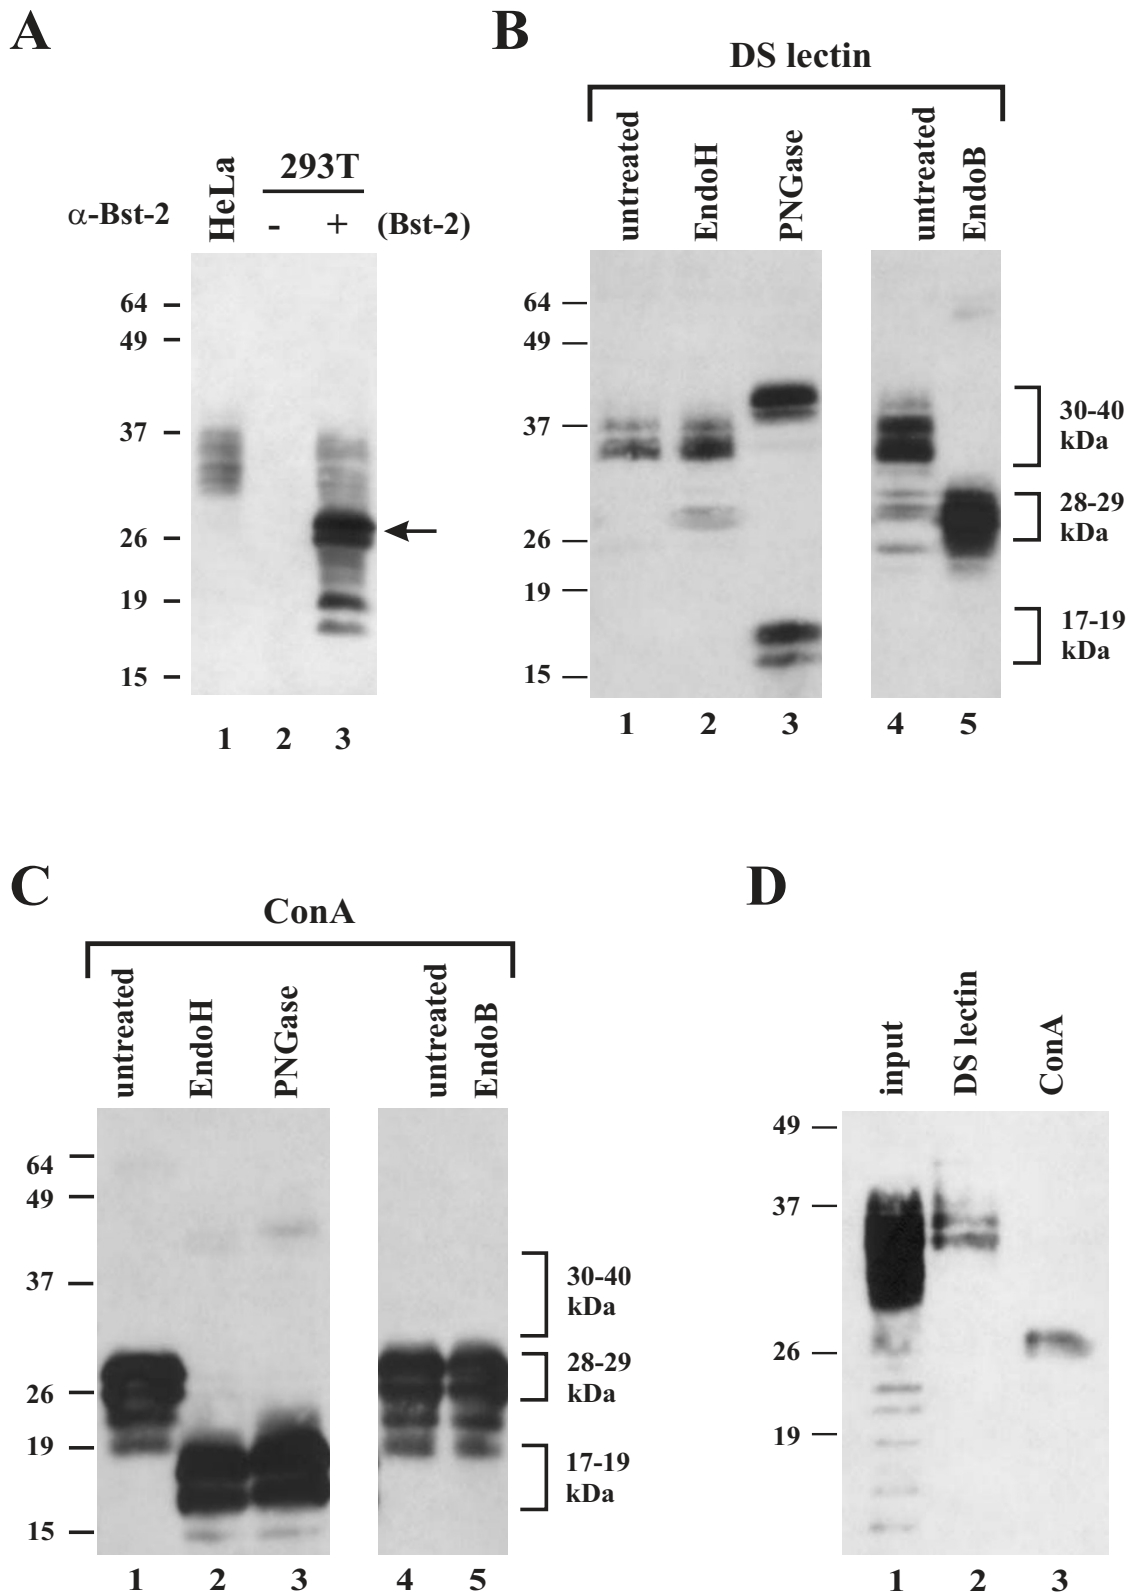 A
α-Bst-2
HeLa
293T
- + (Bst-2)
64
49
37
26
19
15
1 2 3
B
DS lectin
untreated
EndoH
PNGase
untreated
EndoB
64
49
37
26
19
15
30-40
kDa
28-29
kDa
17-19
kDa
1 2 3 4 5
C
ConA
untreated
EndoH
PNGase
untreated
EndoB
64
49
37
26
19
15
30-40
kDa
28-29
kDa
17-19
kDa
1 2 3 4 5
D
input
DS lectin
ConA
49
37
26
19
1 2 3